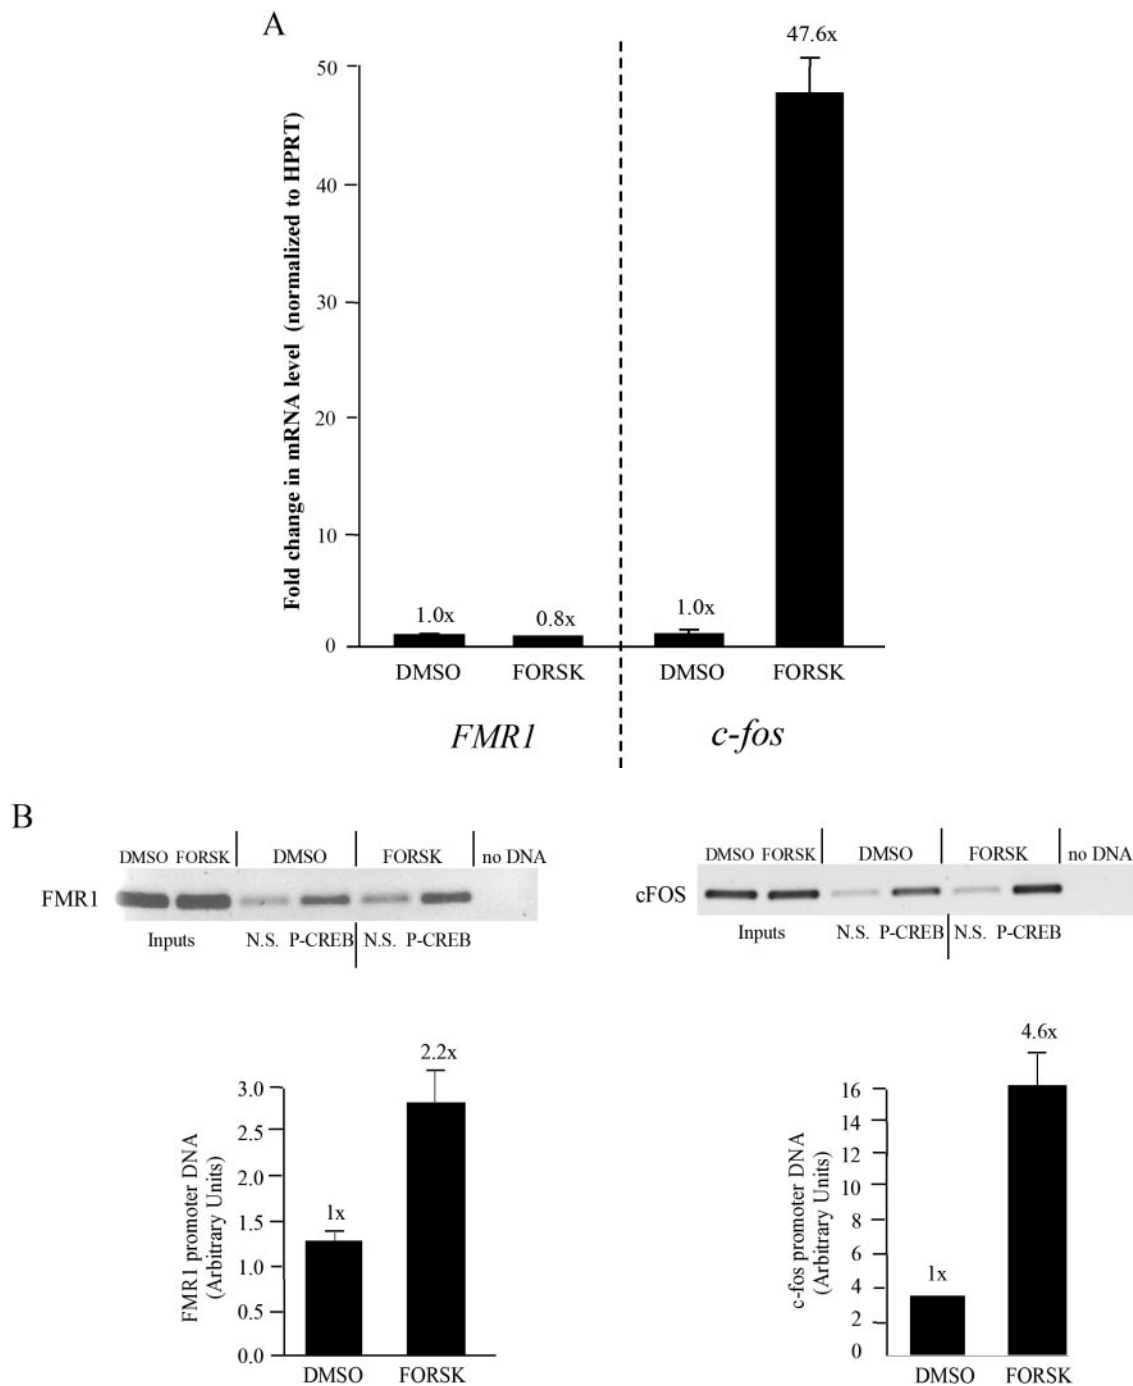 A
47.6x
Fold change in mRNA level (normalized to HPRT)
50
40
30
20
10
0
1.0x
0.8x
1.0x
DMSO FORSK DMSO FORSK
FMR1 c-fos
B
DMSO FORSK DMSO FORSK no DNA
FMR1
Inputs N.S. P-CREB N.S. P-CREB
DMSO FORSK DMSO FORSK no DNA
cFOS
Inputs N.S. P-CREB N.S. P-CREB
FMR1 promoter DNA
(Arbitrary Units)
3.0
2.5
2.0
1.5
1.0
0.5
0.0
1x
2.2x
DMSO FORSK
c-fos promoter DNA
(Arbitrary Units)
16
14
12
10
8
6
4
2
0
1x
4.6x
DMSO FORSK